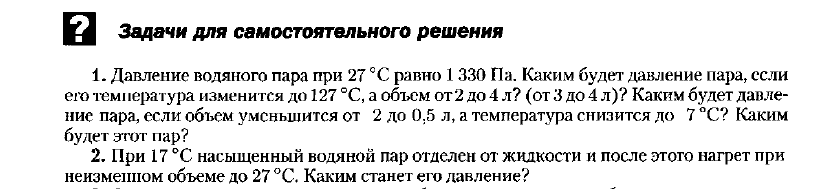 ?
Задачи для самостоятельного решения
1. Давление водяного пара при 27 °С равно 1 330 Па. Каким будет давление пара, если
его температура изменится до 127 °С, а объем от 2 до 4 л? (от 3 до 4 л)? Каким будет давле-
ние пара, если объем уменьшится от 2 до 0,5 л, а температура снизится до 7 °С? Каким
будет этот пар?
2. При 17 °С насыщенный водяной пар отделен от жидкости и после этого нагрет при
неизменном объеме до 27 °С. Каким станет его давление?